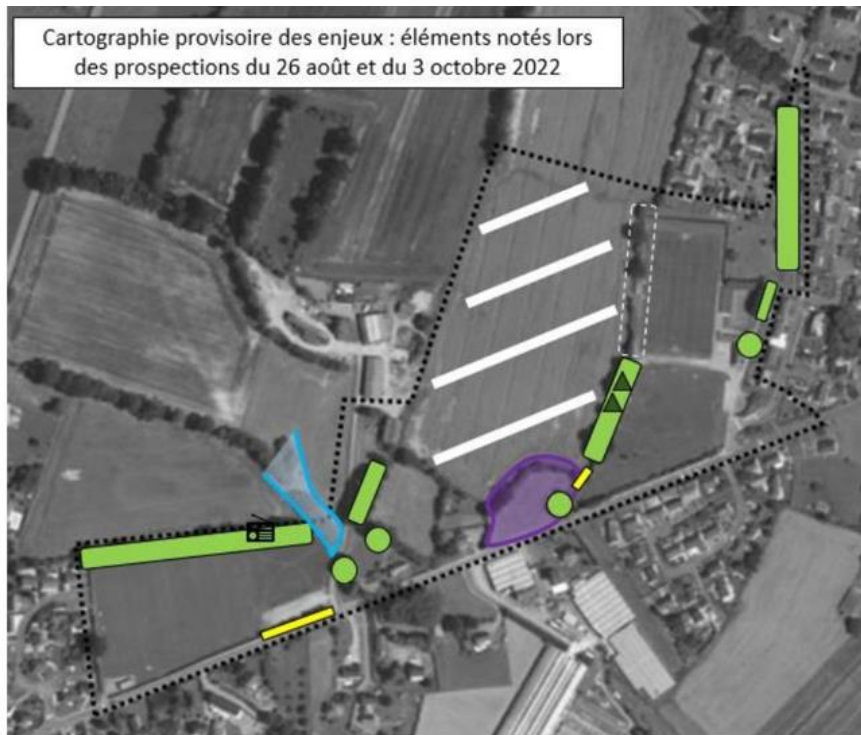 Cartographie provisoire des enjeux : éléments notés lors
des prospections du 26 août et du 3 octobre 2022